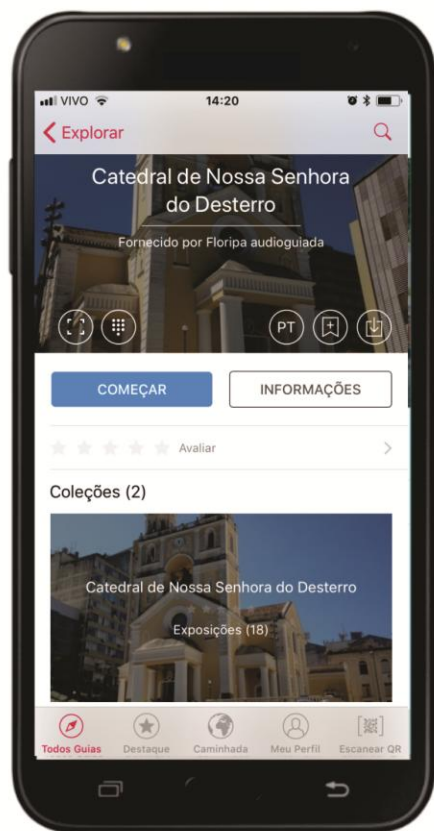 VIVO
14:20
Explorar
Catedral de Nossa Senhora
do Desterro
Fornecido por Floripa audioguiada
PT
COMEÇAR
INFORMAÇÕES
Avaliar
Coleções (2)
Catedral de Nossa Senhora do Desterro
Exposições (18)
Todos Guias
Destaque
Caminhada
Meu Perfil
Escanear QR